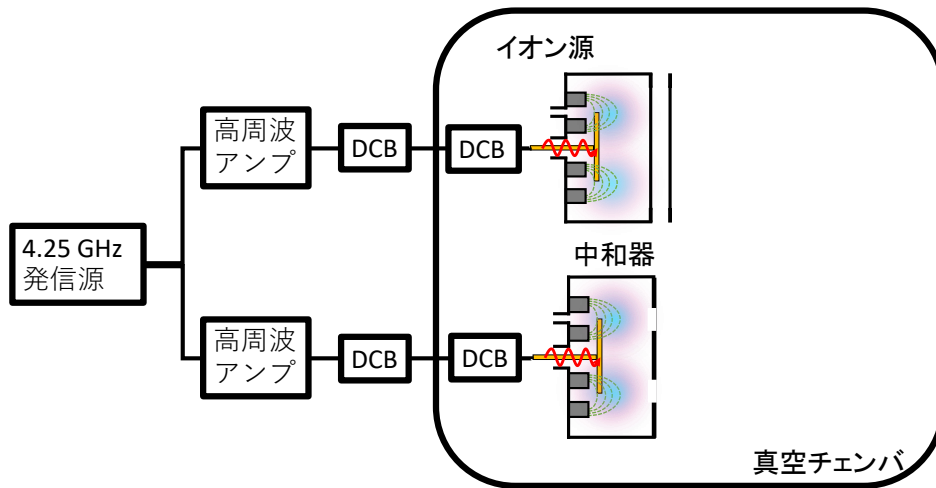 イオン源
高周波
アンプ
DCB
DCB
4.25 GHz
発信源
中和器
高周波
アンプ
DCB
DCB
真空チェンバ